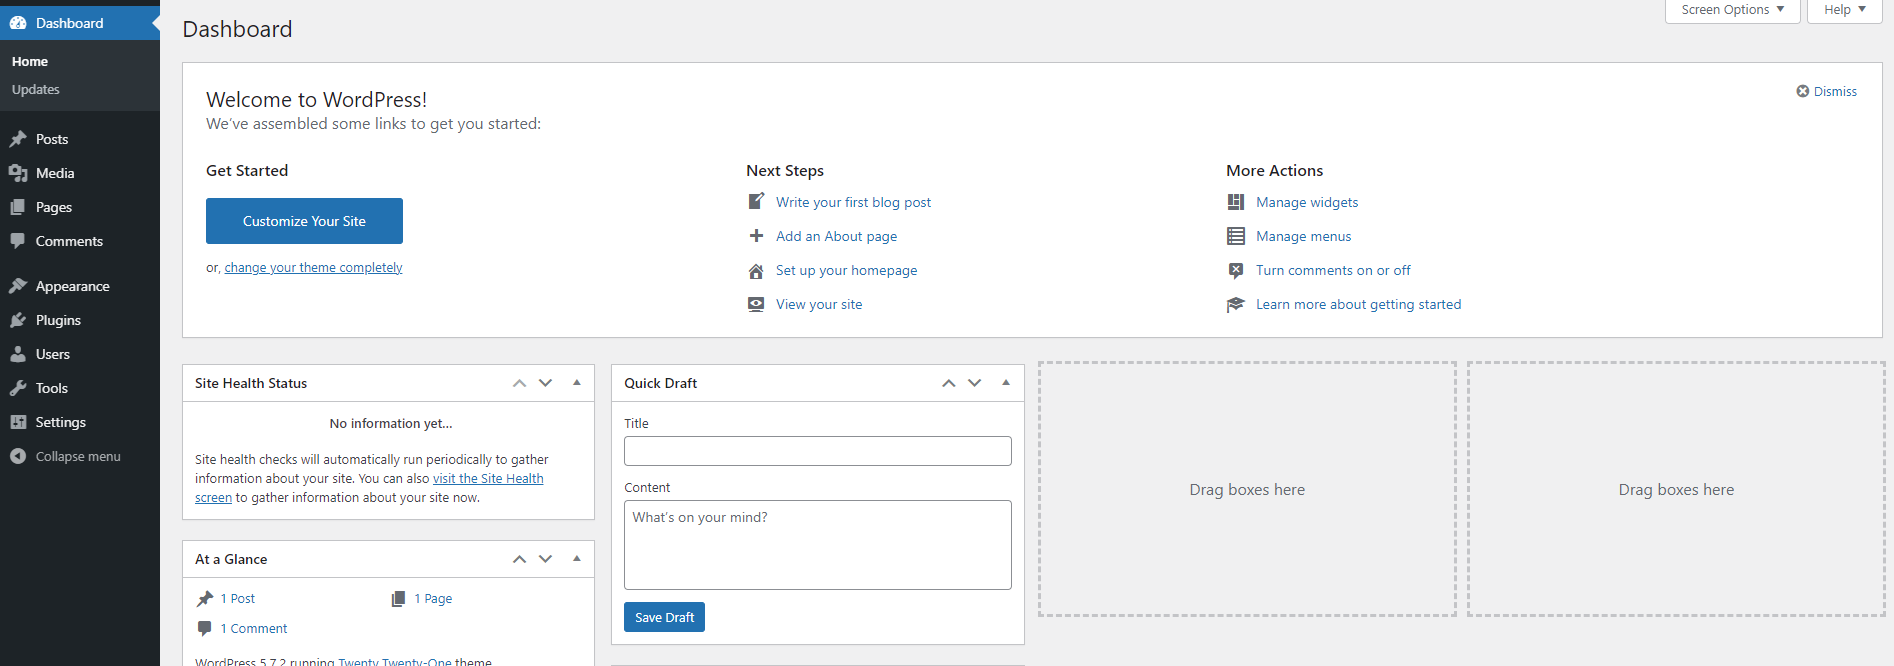 Dashboard
Home
Updates
Posts
Media
Pages
Comments
Appearance
Plugins
Users
Tools
Settings
Collapse menu
Dashboard
Screen Options
Help
Welcome to WordPress!
We've assembled some links to get you started:
Dismiss
Get Started
Customize Your Site
or, change your theme completely
Next Steps
Write your first blog post
Add an About page
Set up your homepage
View your site
More Actions
Manage widgets
Manage menus
Turn comments on or off
Learn more about getting started
Site Health Status
No information yet…
Site health checks will automatically run periodically to gather
information about your site. You can also visit the Site Health
screen to gather information about your site now.
At a Glance
1 Post
1 Page
1 Comment
WordPress 5.7.2 running Twenty Twenty-One theme.
Quick Draft
Title
Content
What's on your mind?
Save Draft
Drag boxes here
Drag boxes here